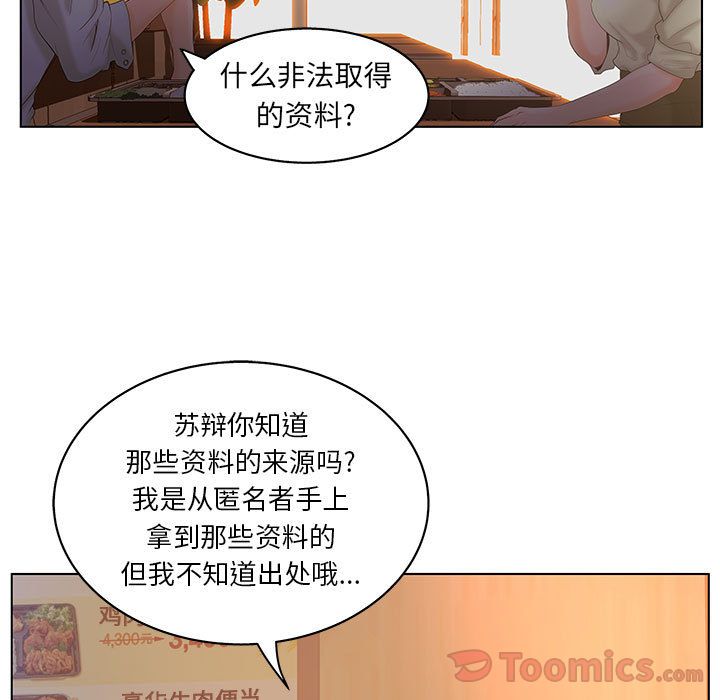 什么非法取得
的资料?
苏辩你知道
那些资料的来源吗?
我是从匿名者手上
拿到那些资料的
但我不知道出处哦...
4,300元
Toomics.com